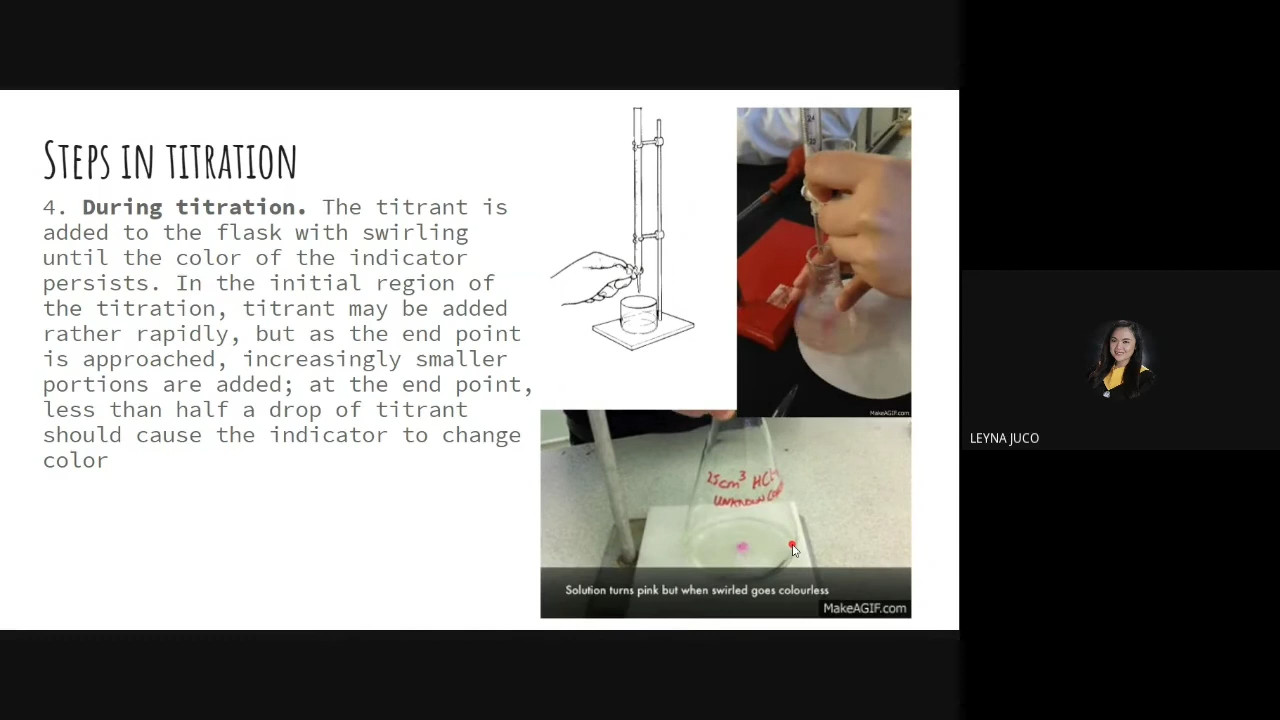 STEPS IN TITRATION
4. During titration. The titrant is
added to the flask with swirling
until the color of the indicator
persists. In the initial region of
the titration, titrant may be added
rather rapidly, but as the end point
is approached, increasingly smaller
portions are added; at the end point,
less than half a drop of titrant
should cause the indicator to change
color
24
MakeAGIF.com
25cm³ HCl
UNKNOWN
Solution turns pink but when swirled goes colourless
MakeAGIF.com
LEYNA JUCO